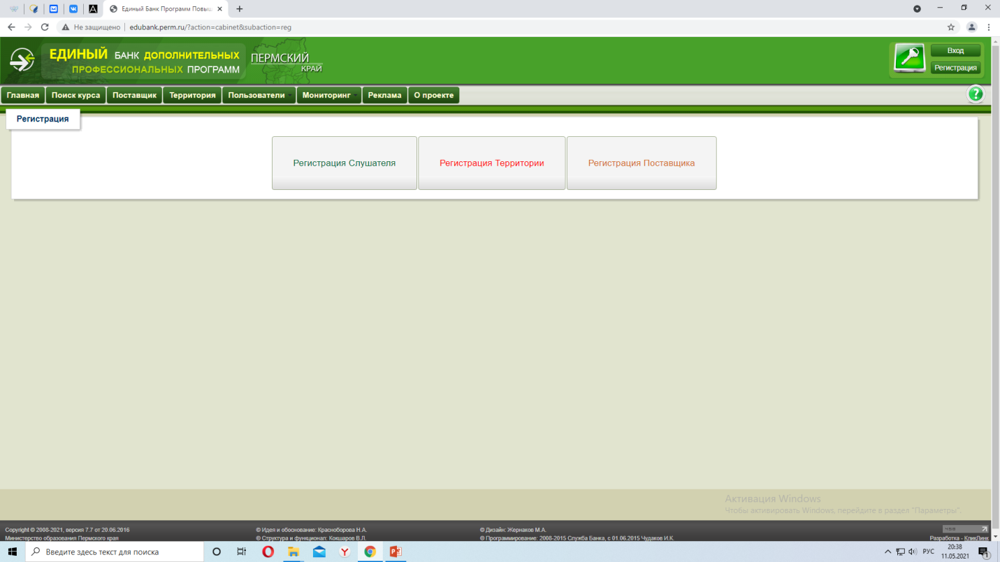 Единый Банк Программ Повыш
Не защищено
edubank.perm.ru/?action=cabinet&subaction=reg
ЕДИНЫЙ БАНК ДОПОЛНИТЕЛЬНЫХ
ПРОФЕССИОНАЛЬНЫХ ПРОГРАММ
ПЕРМСКИЙ
КРАЙ
Вход
Регистрация
Главная Поиск курса Поставщик Территория Пользователи Мониторинг Реклама О проекте
Регистрация
Регистрация Слушателя Регистрация Территории Регистрация Поставщика
Активация Windows
Чтобы активировать Windows, перейдите в раздел "Параметры".
Copyright © 2008-2021, версия 7.7 от 20.06.2016
Министерство образования Пермского края
© Идея и обоснование: Красноборова Н.А.
© Структура и функционал: Кокшаров В.Л.
© Дизайн: Жернаков М.А.
© Программирование: 2008-2015 Служба Банка, с 01.06.2015 Чудаков И.К.
Разработка - КликЛинк
Введите здесь текст для поиска
РУС
20:38
11.05.2021